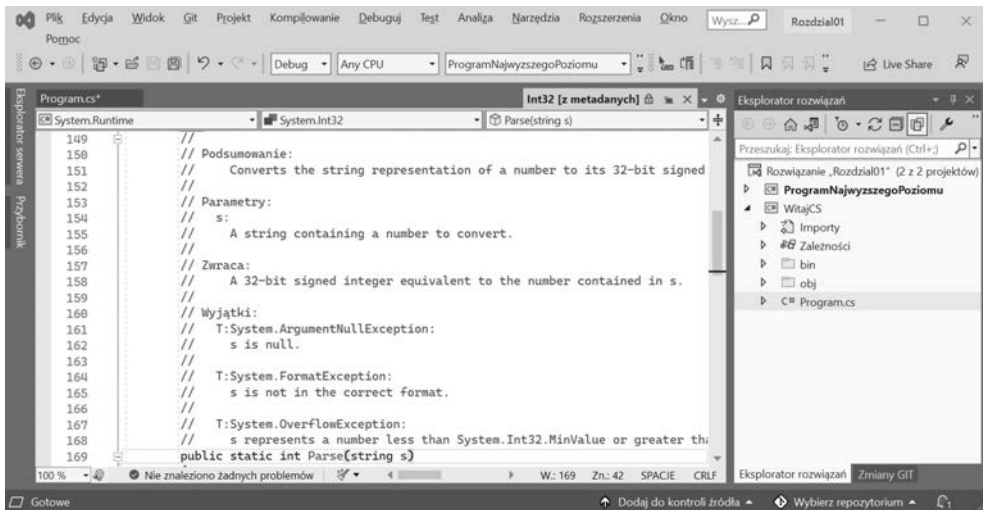 Plik Edycja Widok Git Projekt Kompilowanie Debuguj Test Analiza Narzędzia Rozszerzenia Okno Wysz... Rozdzial01
Pomoc
Debug Any CPU ProgramNajwyzszegoPoziomu Live Share
Eksplorator serwera
Przybornik
Program.cs* Int32 [z metadanych]
System.Runtime System.Int32 Parse(string s)
149 //
150 // Podsumowanie:
151 // Converts the string representation of a number to its 32-bit signed
152 //
153 // Parametry:
154 // s:
155 // A string containing a number to convert.
156 //
157 // Zwraca:
158 // A 32-bit signed integer equivalent to the number contained in s.
159 //
160 // Wyjątki:
161 // T:System.ArgumentNullException:
162 // s is null.
163 //
164 // T:System.FormatException:
165 // s is not in the correct format.
166 //
167 // T:System.OverflowException:
168 // s represents a number less than System.Int32.MinValue or greater tha
169 public static int Parse(string s)
100 % Nie znaleziono żadnych problemów W.: 169 Zn.: 42 SPACJE CRLF
Eksplorator rozwiązań
Przeszukaj: Eksplorator rozwiązań (Ctrl+;)
Rozwiązanie „Rozdzial01" (2 z 2 projektów)
C# ProgramNajwyzszegoPoziomu
C# WitajCS
Importy
Zależności
bin
obj
C# Program.cs
Eksplorator rozwiązań Zmiany GIT
Gotowe Dodaj do kontroli źródła Wybierz repozytorium 1